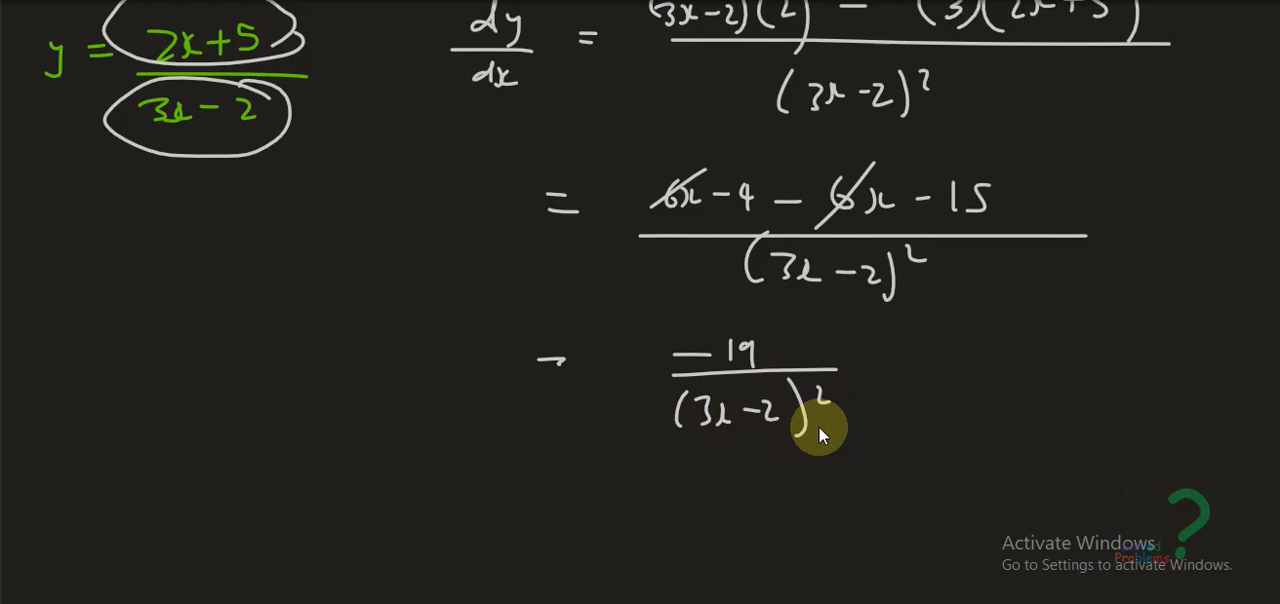 y = 2x+5 / 3x-2
dy/dx = (3x-2)(2) - (3)(2x+5) / (3x-2)²
= 6x - 4 - 6x - 15 / (3x-2)²
- -19 / (3x-2)²
Activate Windows
Problems
Go to Settings to activate Windows.
?